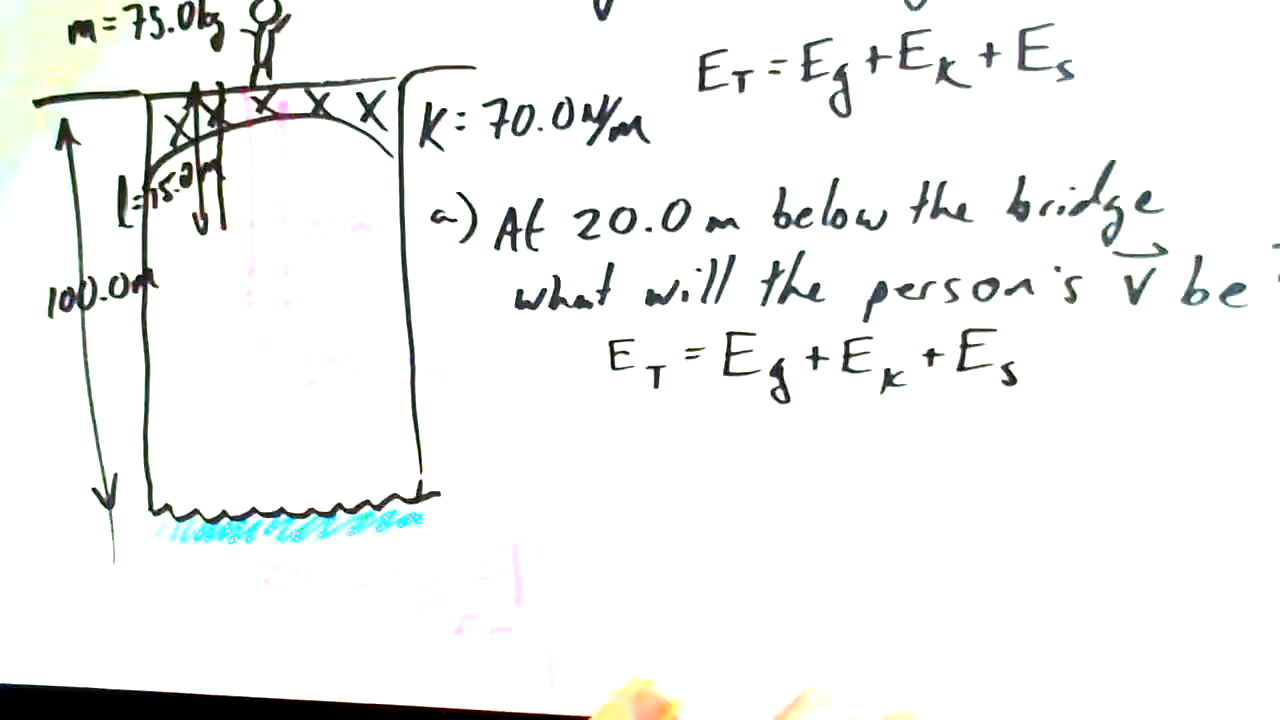 m = 75.0kg
E_T = E_g + E_K + E_s
K = 70.0 N/m
l = 15.0m
a) At 20.0 m below the bridge
what will the person's v⃗ be ?
100.0m
E_T = E_g + E_K + E_s